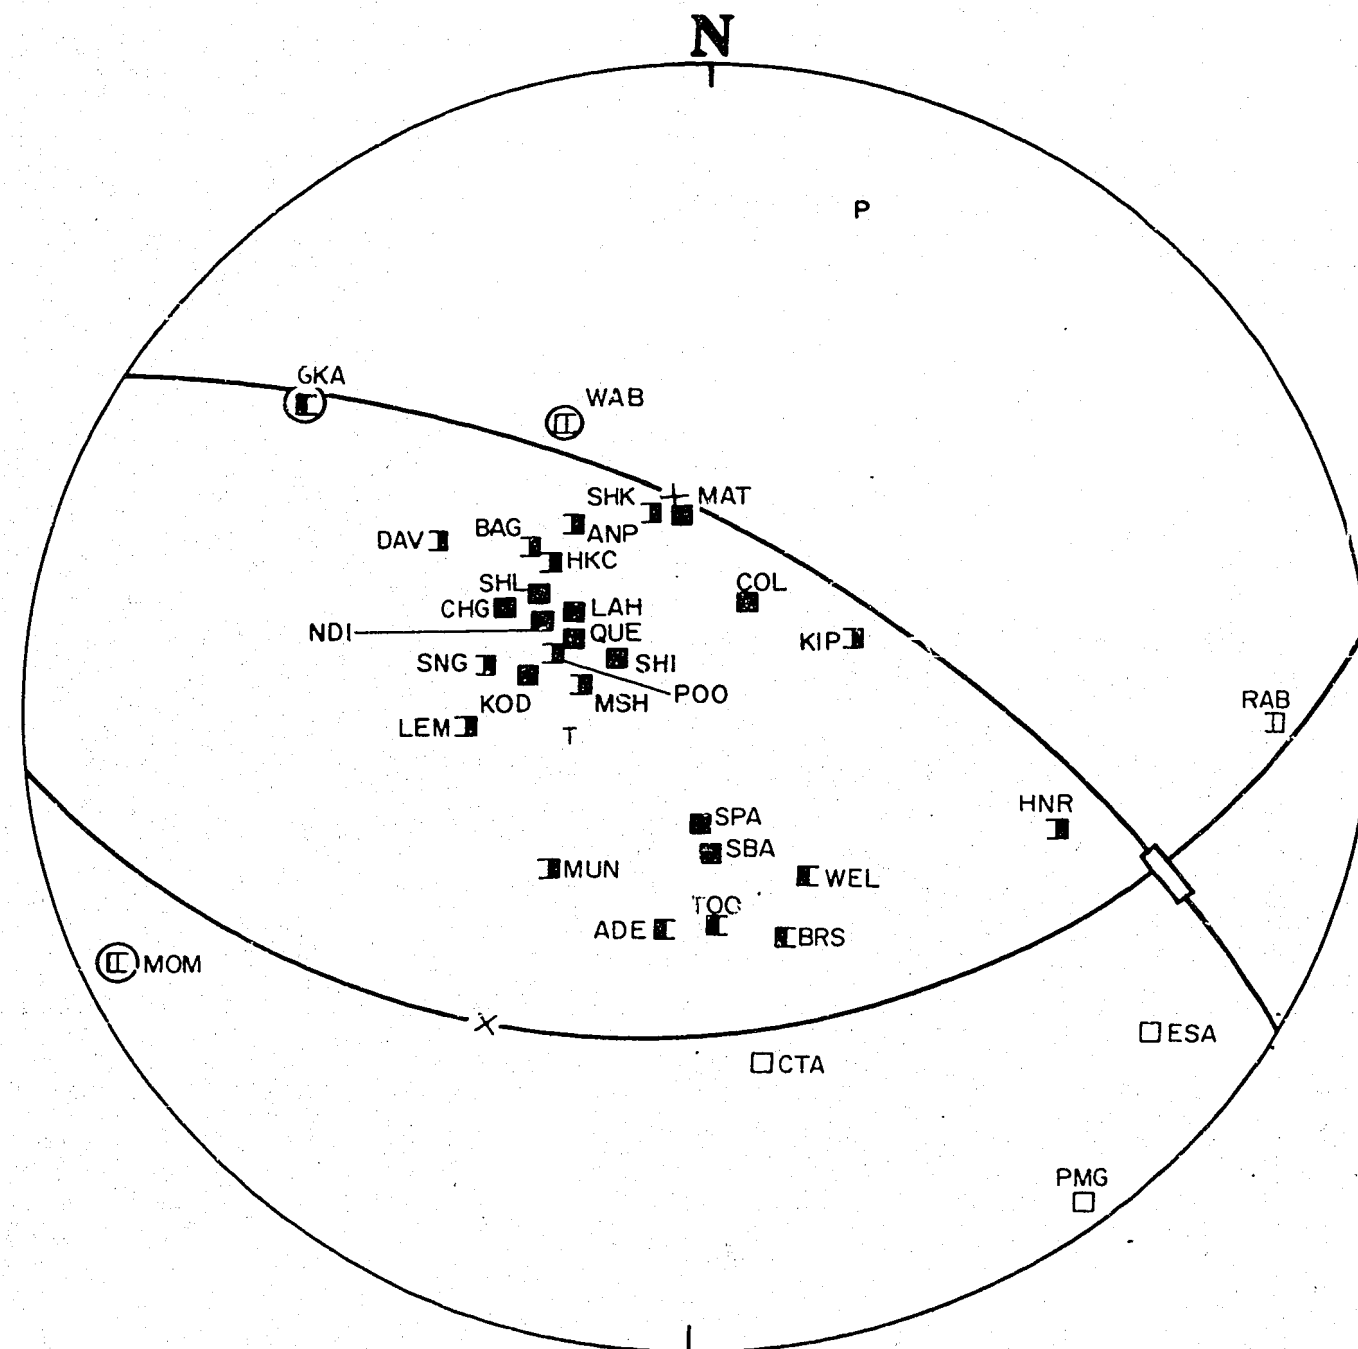 N
P
GKA
WAB
SHK
MAT
DAV
BAG
ANP
HKC
SHL
COL
CHG
LAH
NDI
QUE
KIP
SNG
SHI
KOD
MSH
POO
RAB
LEM
T
HNR
SPA
SBA
MUN
WEL
TOO
ADE
BRS
MOM
ESA
CTA
PMG